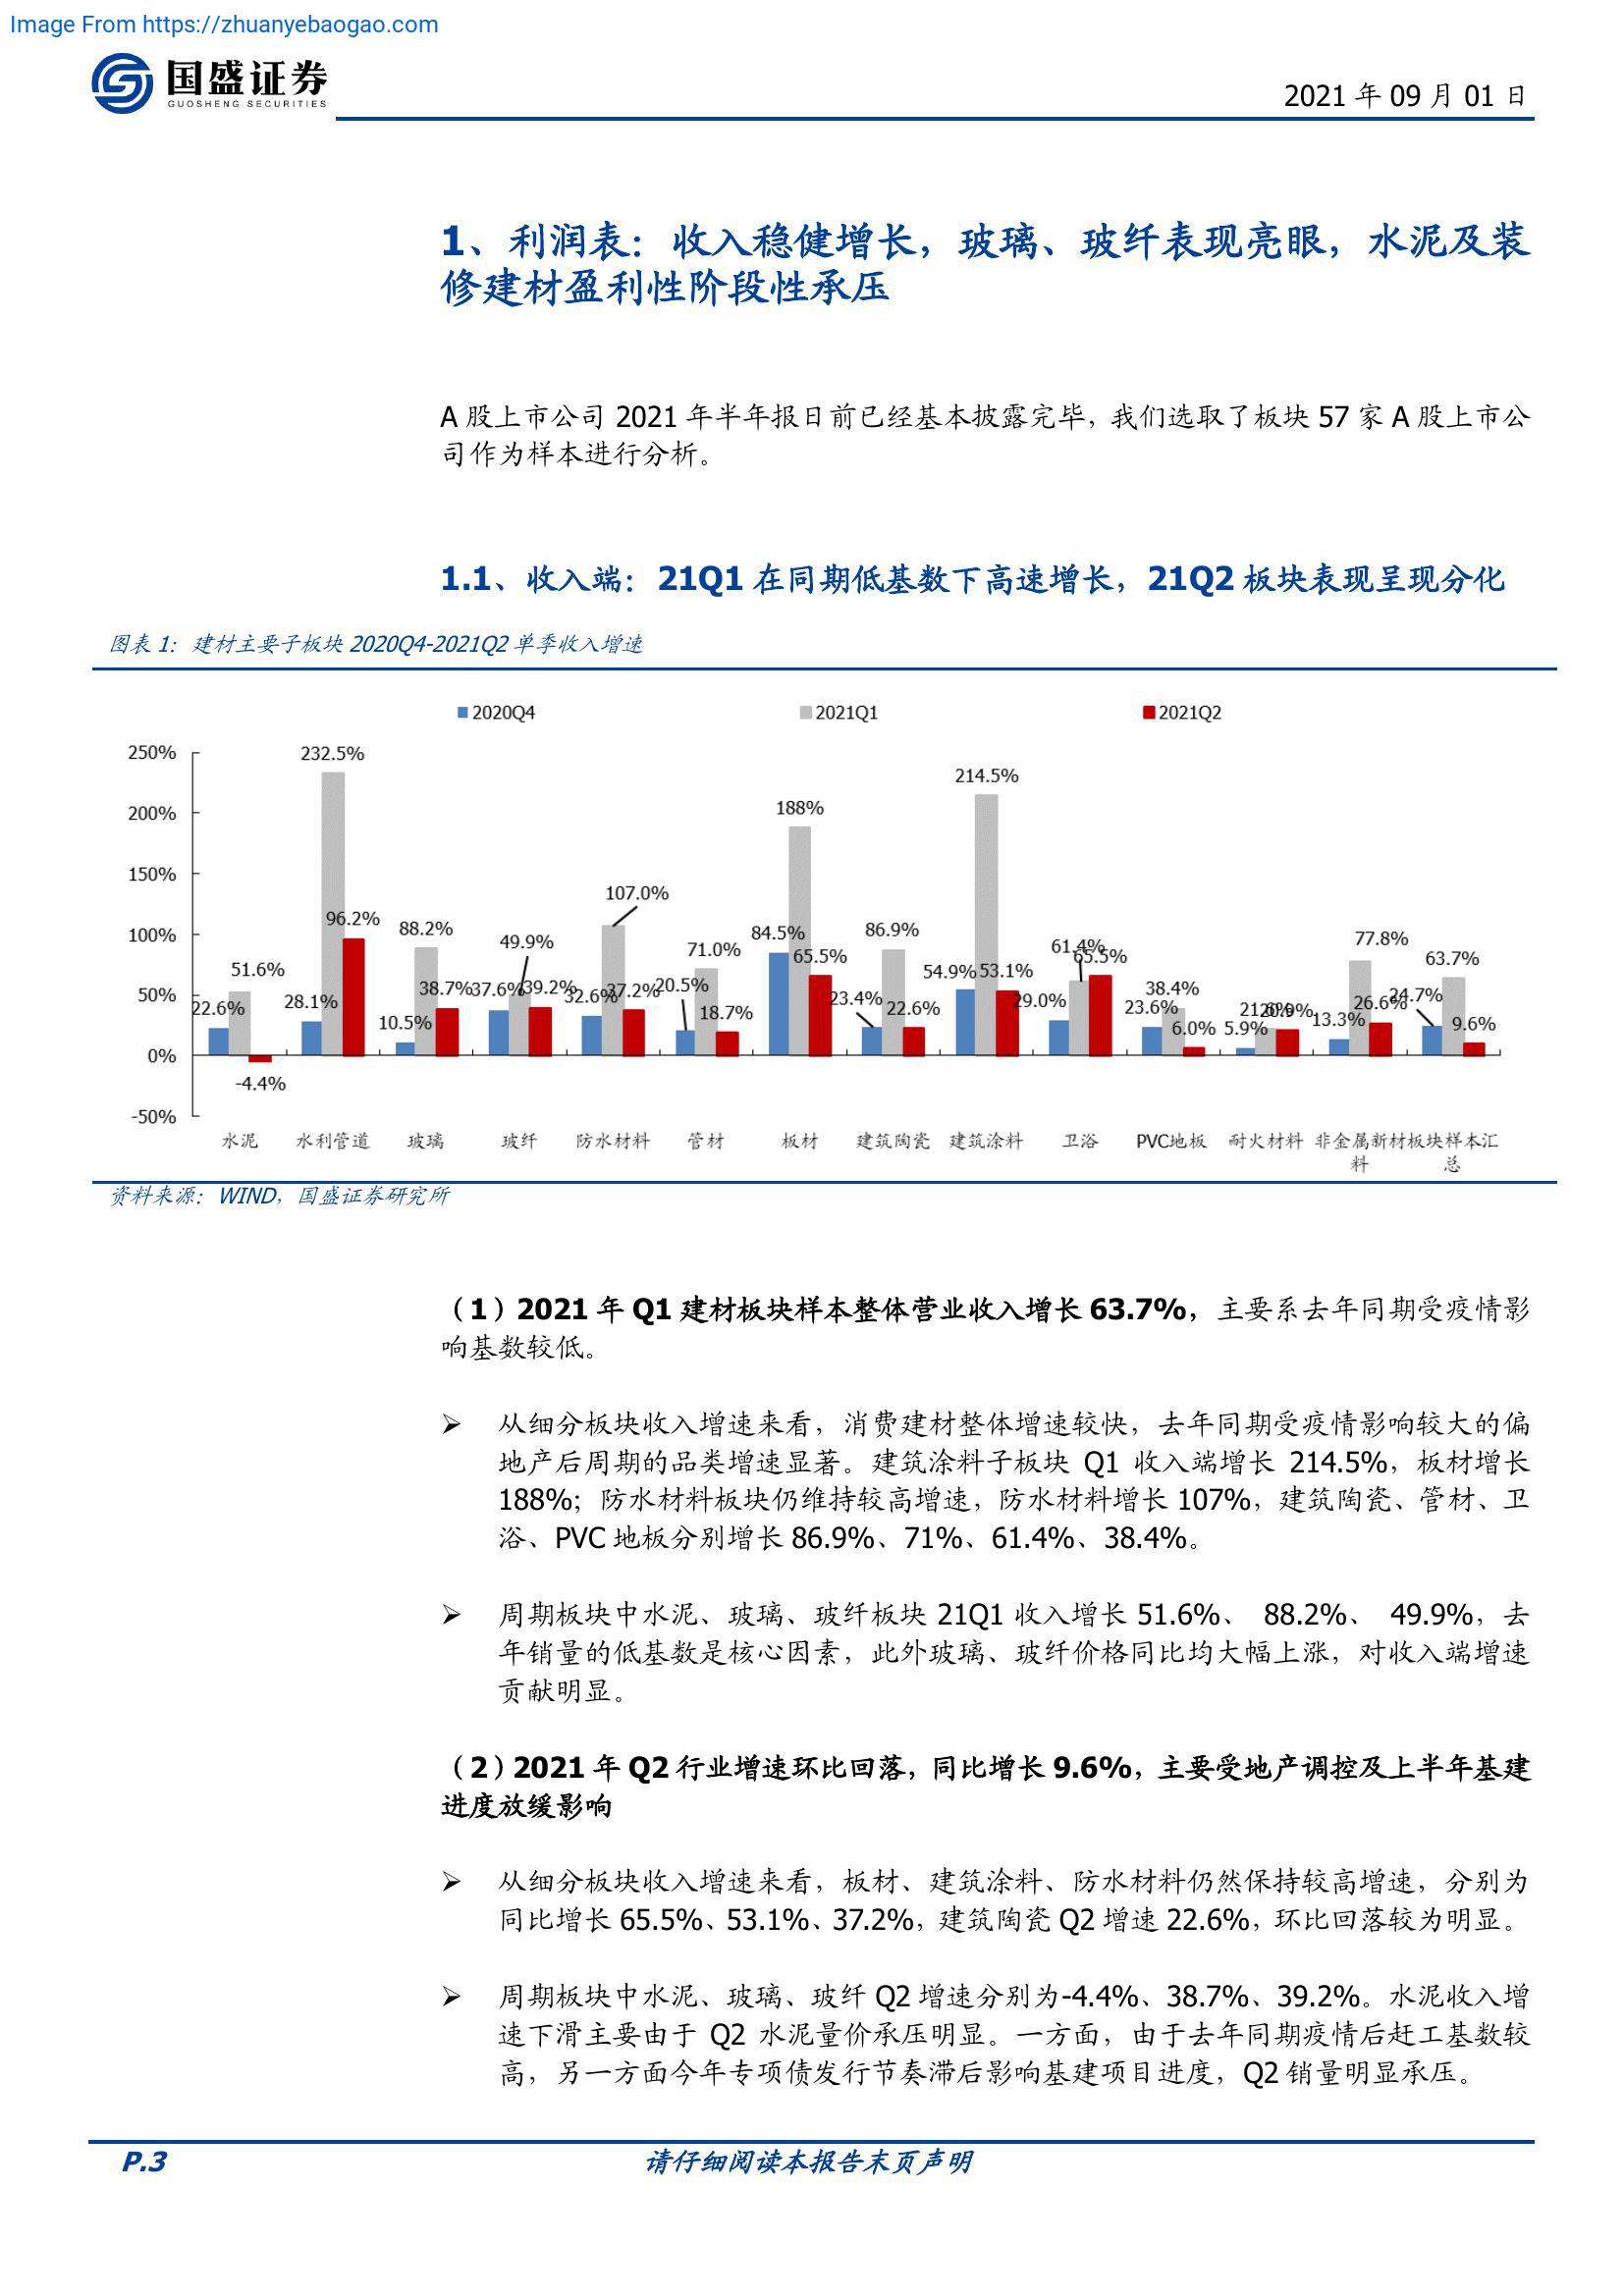 Image From https://zhuanyebaogao.com
国盛证券
GUOSHENG SECURITIES
2021 年 09 月 01 日
1、利润表：收入稳健增长，玻璃、玻纤表现亮眼，水泥及装
修建材盈利性阶段性承压
A 股上市公司 2021 年半年报日前已经基本披露完毕，我们选取了板块 57 家 A 股上市公
司作为样本进行分析。
1.1、收入端：21Q1 在同期低基数下高速增长，21Q2 板块表现呈现分化
图表 1：建材主要子板块 2020Q4-2021Q2 单季收入增速
2020Q4 2021Q1 2021Q2
250%
200%
150%
100%
50%
0%
-50%
22.6% 51.6% -4.4%
28.1% 232.5% 96.2%
10.5% 88.2% 38.7%
37.6% 49.9% 39.2%
32.6% 107.0% 37.2%
20.5% 71.0% 18.7%
84.5% 188% 65.5%
23.4% 86.9% 22.6%
54.9% 214.5% 53.1%
29.0% 61.4% 65.5%
23.6% 38.4% 6.0%
5.9% 21.6% 20.9%
13.3% 77.8% 26.6%
24.7% 63.7% 9.6%
水泥 水利管道 玻璃 玻纤 防水材料 管材 板材 建筑陶瓷 建筑涂料 卫浴 PVC地板 耐火材料 非金属新材 板块样本汇
料 总
资料来源：WIND，国盛证券研究所
（1）2021 年 Q1 建材板块样本整体营业收入增长 63.7%，主要系去年同期受疫情影
响基数较低。
➢ 从细分板块收入增速来看，消费建材整体增速较快，去年同期受疫情影响较大的偏
地产后周期的品类增速显著。建筑涂料子板块 Q1 收入端增长 214.5%，板材增长
188%；防水材料板块仍维持较高增速，防水材料增长 107%，建筑陶瓷、管材、卫
浴、PVC 地板分别增长 86.9%、71%、61.4%、38.4%。
➢ 周期板块中水泥、玻璃、玻纤板块 21Q1 收入增长 51.6%、 88.2%、 49.9%，去
年销量的低基数是核心因素，此外玻璃、玻纤价格同比均大幅上涨，对收入端增速
贡献明显。
（2）2021 年 Q2 行业增速环比回落，同比增长 9.6%，主要受地产调控及上半年基建
进度放缓影响
➢ 从细分板块收入增速来看，板材、建筑涂料、防水材料仍然保持较高增速，分别为
同比增长 65.5%、53.1%、37.2%，建筑陶瓷 Q2 增速 22.6%，环比回落较为明显。
➢ 周期板块中水泥、玻璃、玻纤 Q2 增速分别为-4.4%、38.7%、39.2%。水泥收入增
速下滑主要由于 Q2 水泥量价承压明显。一方面，由于去年同期疫情后赶工基数较
高，另一方面今年专项债发行节奏滞后影响基建项目进度，Q2 销量明显承压。
P.3
请仔细阅读本报告末页声明